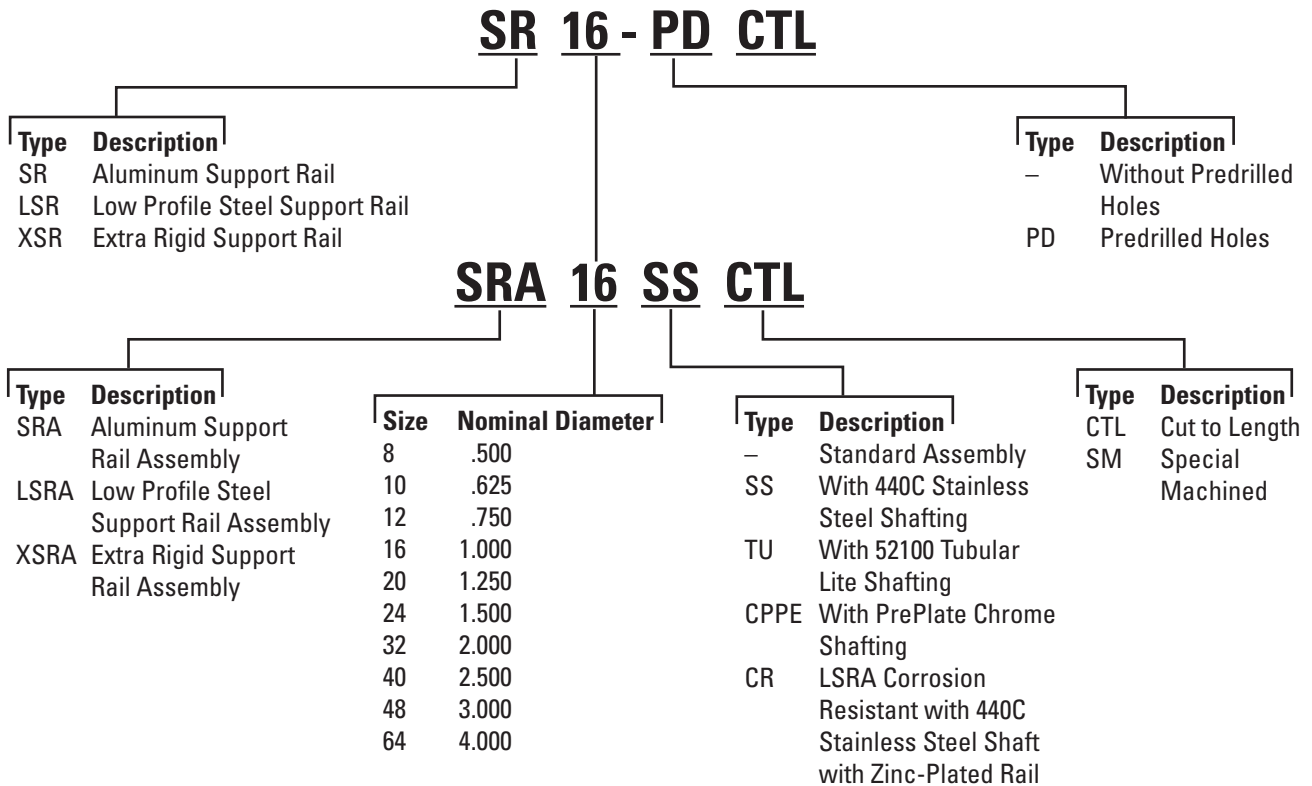 SR 16 - PD CTL
Type Description
SR Aluminum Support Rail
LSR Low Profile Steel Support Rail
XSR Extra Rigid Support Rail
Type Description
– Without Predrilled
Holes
PD Predrilled Holes
SRA 16 SS CTL
Type Description
SRA Aluminum Support
Rail Assembly
LSRA Low Profile Steel
Support Rail Assembly
XSRA Extra Rigid Support
Rail Assembly
Size Nominal Diameter
8 .500
10 .625
12 .750
16 1.000
20 1.250
24 1.500
32 2.000
40 2.500
48 3.000
64 4.000
Type Description
– Standard Assembly
SS With 440C Stainless
Steel Shafting
TU With 52100 Tubular
Lite Shafting
CPPE With PrePlate Chrome
Shafting
CR LSRA Corrosion
Resistant with 440C
Stainless Steel Shaft
with Zinc-Plated Rail
Type Description
CTL Cut to Length
SM Special
Machined